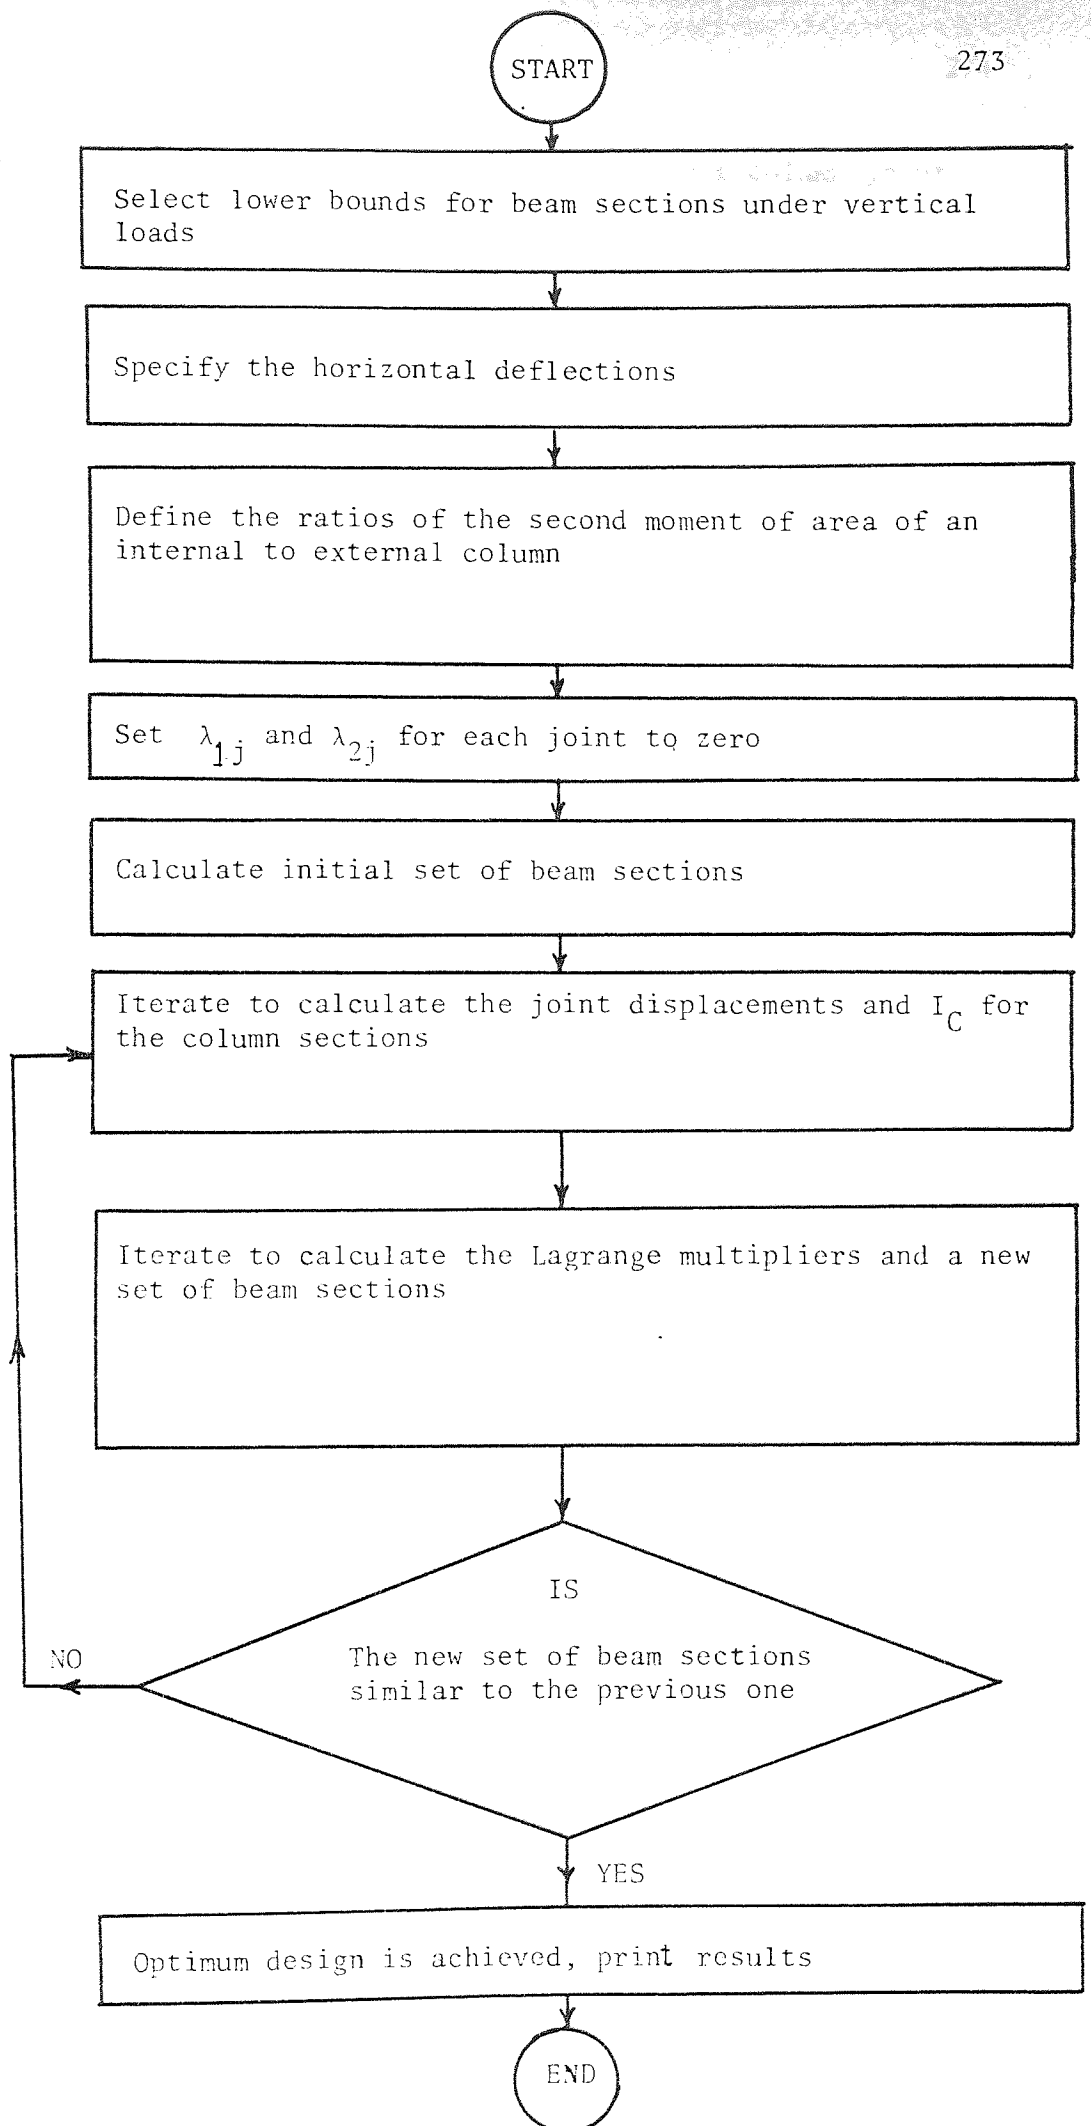 START
273
Select lower bounds for beam sections under vertical
loads
Specify the horizontal deflections
Define the ratios of the second moment of area of an
internal to external column
Set λ1j and λ2j for each joint to zero
Calculate initial set of beam sections
Iterate to calculate the joint displacements and IC for
the column sections
Iterate to calculate the Lagrange multipliers and a new
set of beam sections
IS
NO
The new set of beam sections
similar to the previous one
YES
Optimum design is achieved, print results
END